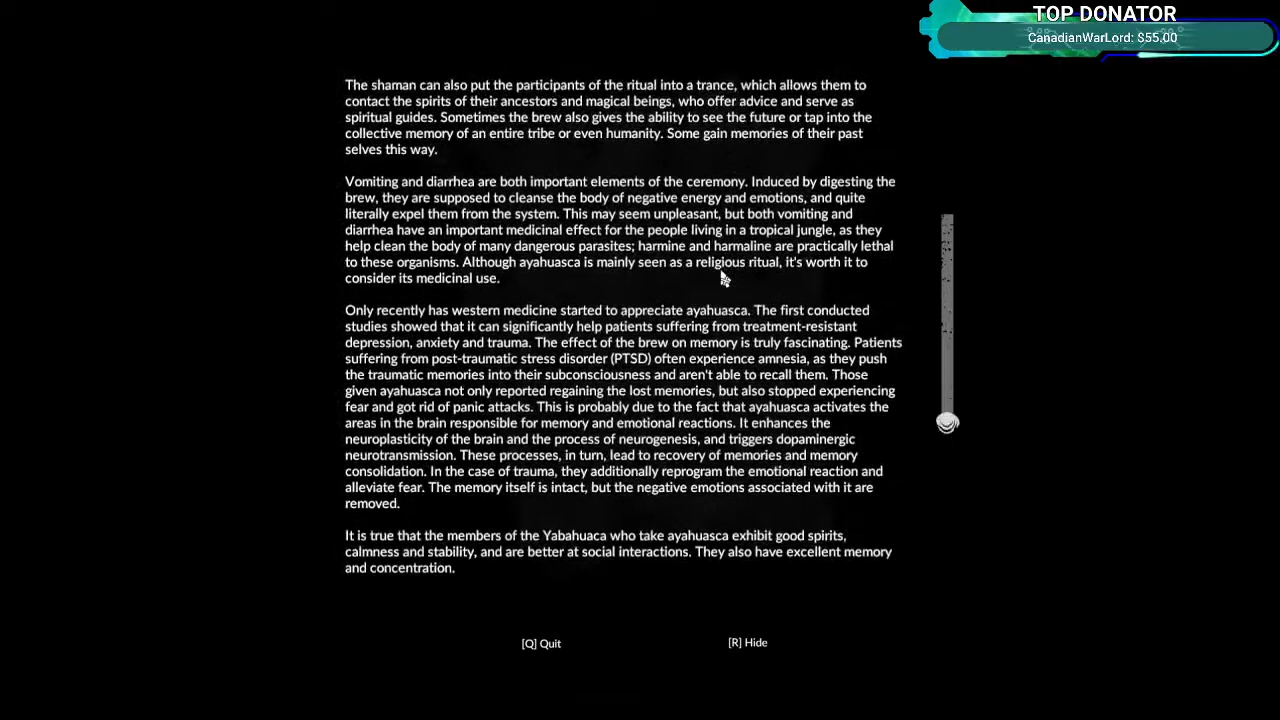 TOP DONATOR
CanadianWarLord: $55.00
The shaman can also put the participants of the ritual into a trance, which allows them to
contact the spirits of their ancestors and magical beings, who offer advice and serve as
spiritual guides. Sometimes the brew also gives the ability to see the future or tap into the
collective memory of an entire tribe or even humanity. Some gain memories of their past
selves this way.
Vomiting and diarrhea are both important elements of the ceremony. Induced by digesting the
brew, they are supposed to cleanse the body of negative energy and emotions, and quite
literally expel them from the system. This may seem unpleasant, but both vomiting and
diarrhea have an important medicinal effect for the people living in a tropical jungle, as they
help clean the body of many dangerous parasites; harmine and harmaline are practically lethal
to these organisms. Although ayahuasca is mainly seen as a religious ritual, it's worth it to
consider its medicinal use.
Only recently has western medicine started to appreciate ayahuasca. The first conducted
studies showed that it can significantly help patients suffering from treatment-resistant
depression, anxiety and trauma. The effect of the brew on memory is truly fascinating. Patients
suffering from post-traumatic stress disorder (PTSD) often experience amnesia, as they push
the traumatic memories into their subconsciousness and aren't able to recall them. Those
given ayahuasca not only reported regaining the lost memories, but also stopped experiencing
fear and got rid of panic attacks. This is probably due to the fact that ayahuasca activates the
areas in the brain responsible for memory and emotional reactions. It enhances the
neuroplasticity of the brain and the process of neurogenesis, and triggers dopaminergic
neurotransmission. These processes, in turn, lead to recovery of memories and memory
consolidation. In the case of trauma, they additionally reprogram the emotional reaction and
alleviate fear. The memory itself is intact, but the negative emotions associated with it are
removed.
It is true that the members of the Yabahuaca who take ayahuasca exhibit good spirits,
calmness and stability, and are better at social interactions. They also have excellent memory
and concentration.
[Q] Quit
[R] Hide